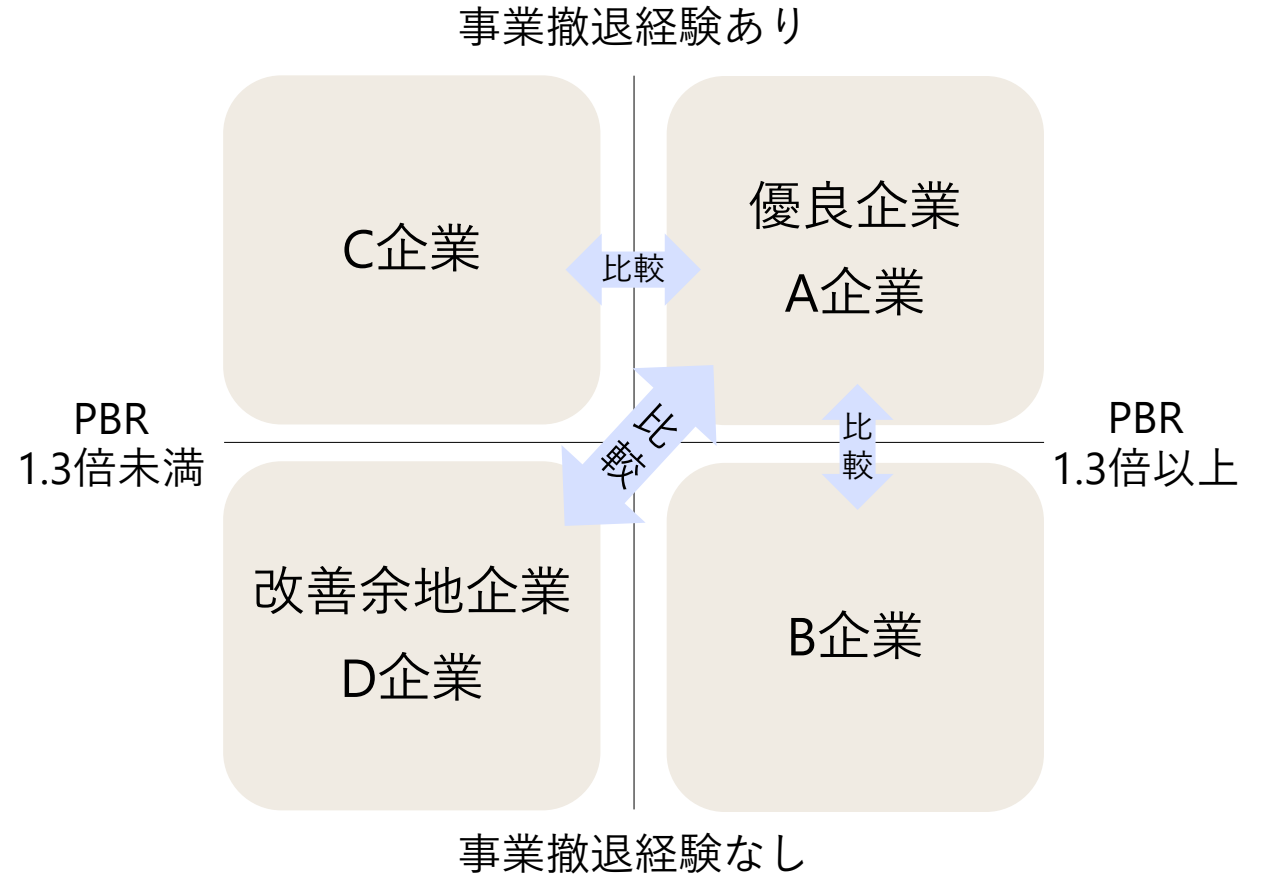 事業撤退経験あり
C企業
優良企業
A企業
比較
PBR
1.3倍未満
比較
比
較
PBR
1.3倍以上
改善余地企業
D企業
B企業
事業撤退経験なし